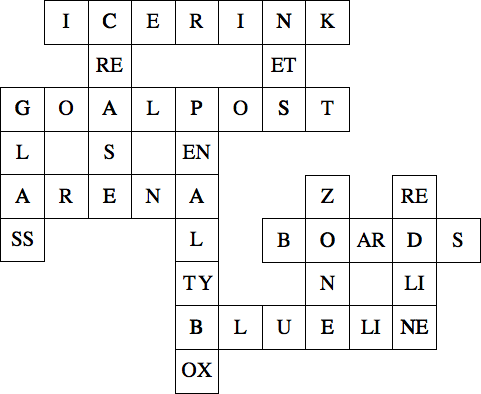 I C E R I N K
RE ET
G O A L P O S T
L S EN
A R E N A Z RE
SS L B O AR D S
TY N LI
B L U E LI NE
OX